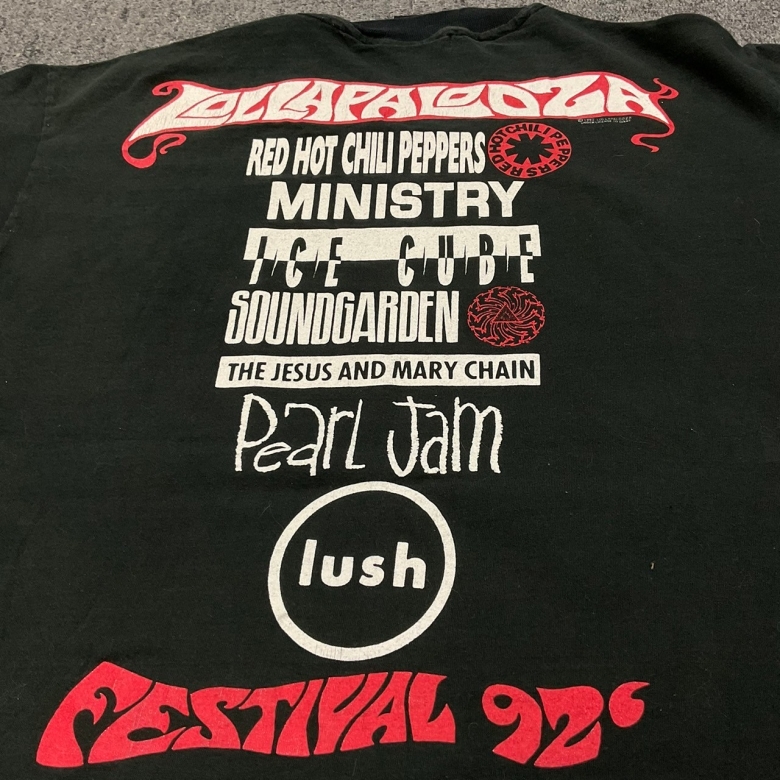 LOLLAPALOOZA
RED HOT CHILI PEPPERS
RED HOT CHILI PEPPERS
MINISTRY
ICE CUBE
SOUNDGARDEN
THE JESUS AND MARY CHAIN
Pearl Jam
lush
FESTIVAL 92‘